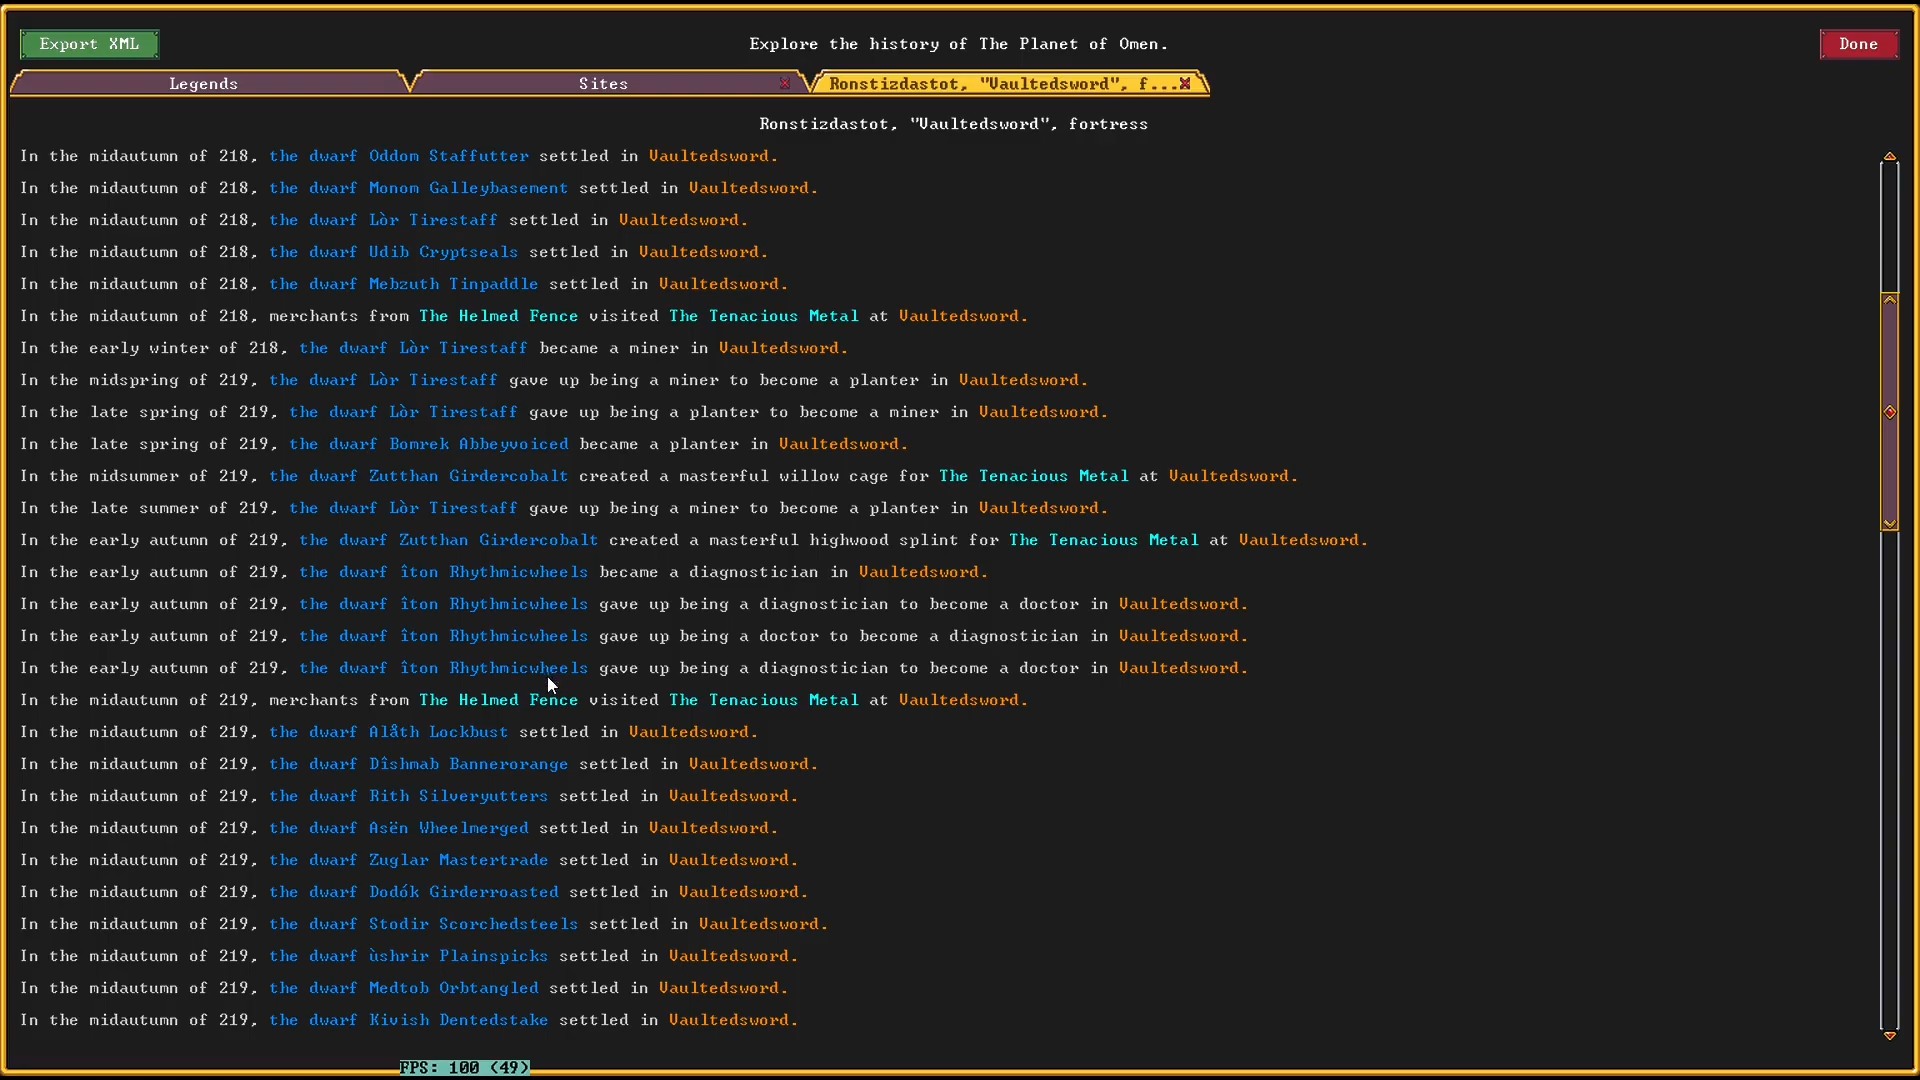 Export XML
Explore the history of The Planet of Omen.
Done
Legends
Sites
Ronstizdastot, "Vaultedsword", f...
Ronstizdastot, "Vaultedsword", fortress
In the midautumn of 218, the dwarf Oddom Staffutter settled in Vaultedsword.
In the midautumn of 218, the dwarf Monom Galleybasement settled in Vaultedsword.
In the midautumn of 218, the dwarf Lòr Tirestaff settled in Vaultedsword.
In the midautumn of 218, the dwarf Udib Cryptseals settled in Vaultedsword.
In the midautumn of 218, the dwarf Mebzuth Tinpaddle settled in Vaultedsword.
In the midautumn of 218, merchants from The Helmed Fence visited The Tenacious Metal at Vaultedsword.
In the early winter of 218, the dwarf Lòr Tirestaff became a miner in Vaultedsword.
In the midspring of 219, the dwarf Lòr Tirestaff gave up being a miner to become a planter in Vaultedsword.
In the late spring of 219, the dwarf Lòr Tirestaff gave up being a planter to become a miner in Vaultedsword.
In the late spring of 219, the dwarf Bomrek Abbeyvoiced became a planter in Vaultedsword.
In the midsummer of 219, the dwarf Zutthan Girdercobalt created a masterful willow cage for The Tenacious Metal at Vaultedsword.
In the late summer of 219, the dwarf Lòr Tirestaff gave up being a miner to become a planter in Vaultedsword.
In the early autumn of 219, the dwarf Zutthan Girdercobalt created a masterful highwood splint for The Tenacious Metal at Vaultedsword.
In the early autumn of 219, the dwarf îton Rhythmicwheels became a diagnostician in Vaultedsword.
In the early autumn of 219, the dwarf îton Rhythmicwheels gave up being a diagnostician to become a doctor in Vaultedsword.
In the early autumn of 219, the dwarf îton Rhythmicwheels gave up being a doctor to become a diagnostician in Vaultedsword.
In the early autumn of 219, the dwarf îton Rhythmicwheels gave up being a diagnostician to become a doctor in Vaultedsword.
In the midautumn of 219, merchants from The Helmed Fence visited The Tenacious Metal at Vaultedsword.
In the midautumn of 219, the dwarf Alåth Lockbust settled in Vaultedsword.
In the midautumn of 219, the dwarf Dîshmab Bannerorange settled in Vaultedsword.
In the midautumn of 219, the dwarf Rith Silveryutters settled in Vaultedsword.
In the midautumn of 219, the dwarf Asën Wheelmerged settled in Vaultedsword.
In the midautumn of 219, the dwarf Zuglar Mastertrade settled in Vaultedsword.
In the midautumn of 219, the dwarf Dodók Girderroasted settled in Vaultedsword.
In the midautumn of 219, the dwarf Stodir Scorchedsteels settled in Vaultedsword.
In the midautumn of 219, the dwarf ùshrir Plainspicks settled in Vaultedsword.
In the midautumn of 219, the dwarf Medtob Orbtangled settled in Vaultedsword.
In the midautumn of 219, the dwarf Kivish Dentedstake settled in Vaultedsword.
FPS: 100 (49)